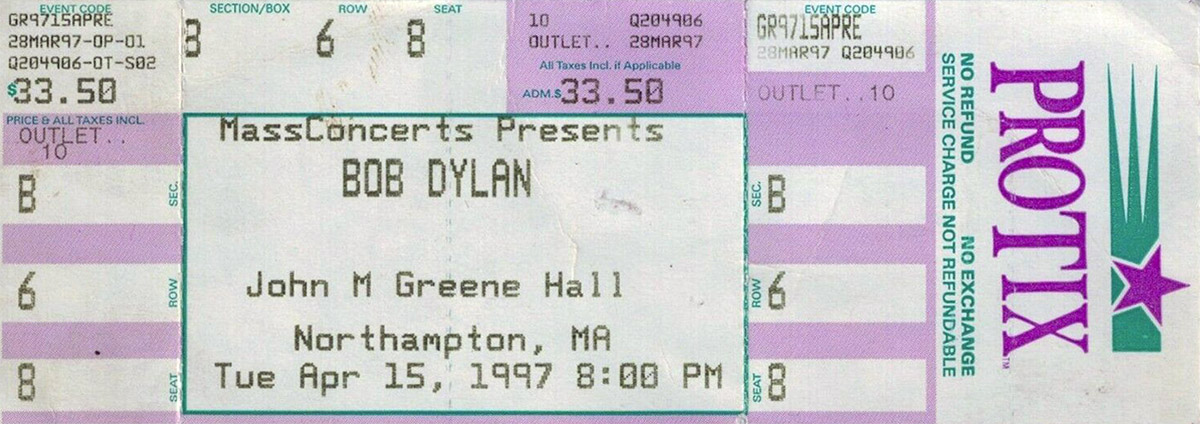 EVENT CODE
GR9715APRE
28MAR97-OP-01
Q204906-OT-S02
$33.50
PRICE & ALL TAXES INCL.
OUTLET..
10
8 SEC.
6 ROW
8 SEAT
SECTION/BOX ROW SEAT
8 6 8
10 Q204906
OUTLET.. 28MAR97
All Taxes Incl. if Applicable
ADM.$33.50
MassConcerts Presents
BOB DYLAN
John M Greene Hall
Northampton, MA
Tue Apr 15, 1997 8:00 PM
EVENT CODE
GR9715APRE
28MAR97 Q204906
OUTLET..10
SEC. 8
ROW 6
SEAT 8
NO REFUND NO EXCHANGE
SERVICE CHARGE NOT REFUNDABLE
PROTIX™